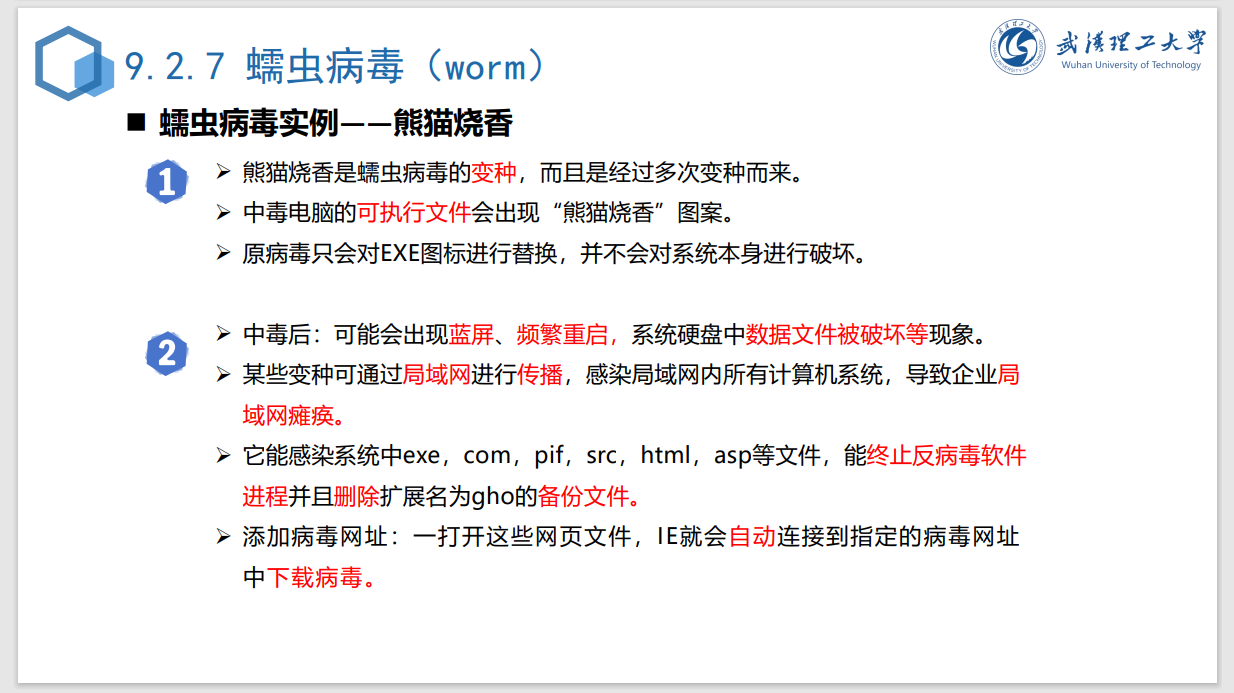 9.2.7 蠕虫病毒（worm）
武汉理工大学
Wuhan University of Technology
■ 蠕虫病毒实例——熊猫烧香
1
➢ 熊猫烧香是蠕虫病毒的变种，而且是经过多次变种而来。
➢ 中毒电脑的可执行文件会出现“熊猫烧香”图案。
➢ 原病毒只会对EXE图标进行替换，并不会对系统本身进行破坏。
2
➢ 中毒后：可能会出现蓝屏、频繁重启，系统硬盘中数据文件被破坏等现象。
➢ 某些变种可通过局域网进行传播，感染局域网内所有计算机系统，导致企业局
域网瘫痪。
➢ 它能感染系统中exe，com，pif，src，html，asp等文件，能终止反病毒软件
进程并且删除扩展名为gho的备份文件。
➢ 添加病毒网址：一打开这些网页文件，IE就会自动连接到指定的病毒网址
中下载病毒。